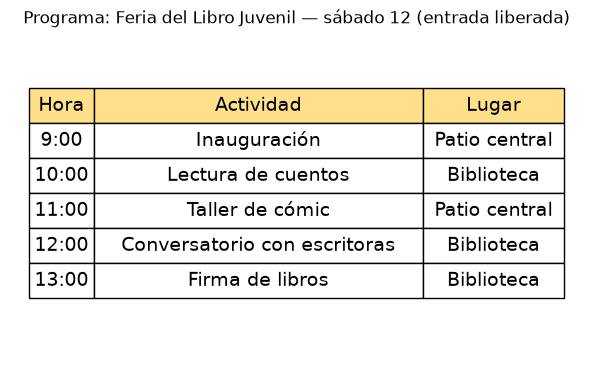 Programa: Feria del Libro Juvenil — sábado 12 (entrada liberada)
Hora Actividad Lugar
9:00 Inauguración Patio central
10:00 Lectura de cuentos Biblioteca
11:00 Taller de cómic Patio central
12:00 Conversatorio con escritoras Biblioteca
13:00 Firma de libros Biblioteca